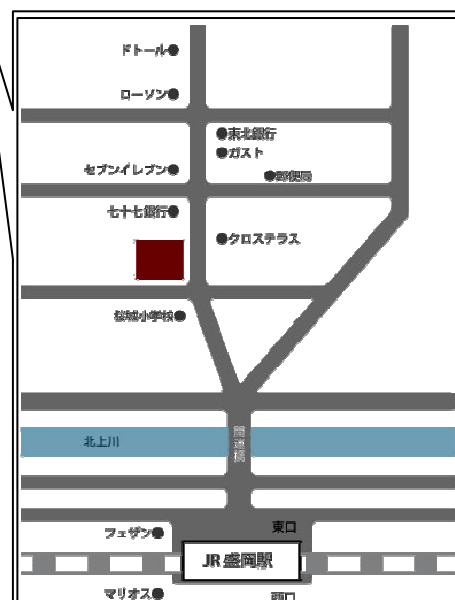 ドトール●
ローソン●
●東北銀行
●ガスト
セブンイレブン●
●郵便局
七十七銀行●
●クロステラス
桜城小学校●
北上川
開運橋
東口
フェザン●
JR 盛岡駅
マリオス●
西口